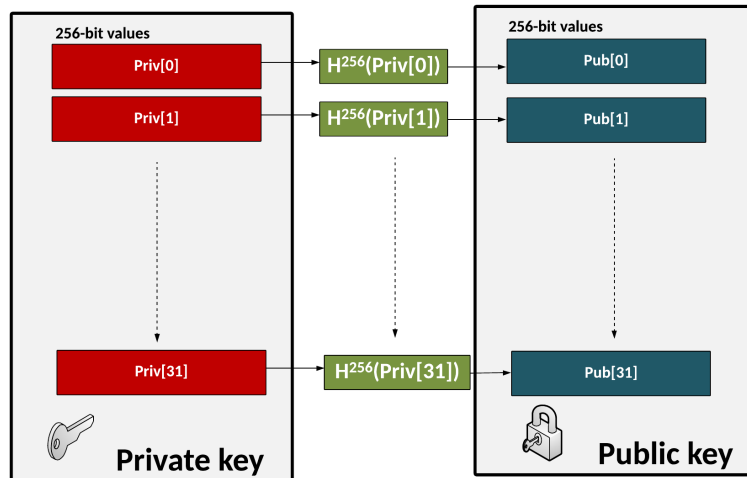 256-bit values
256-bit values
Priv[0]
H²⁵⁶(Priv[0])
Pub[0]
Priv[1]
H²⁵⁶(Priv[1])
Pub[1]
Priv[31]
H²⁵⁶(Priv[31])
Pub[31]
Private key
Public key